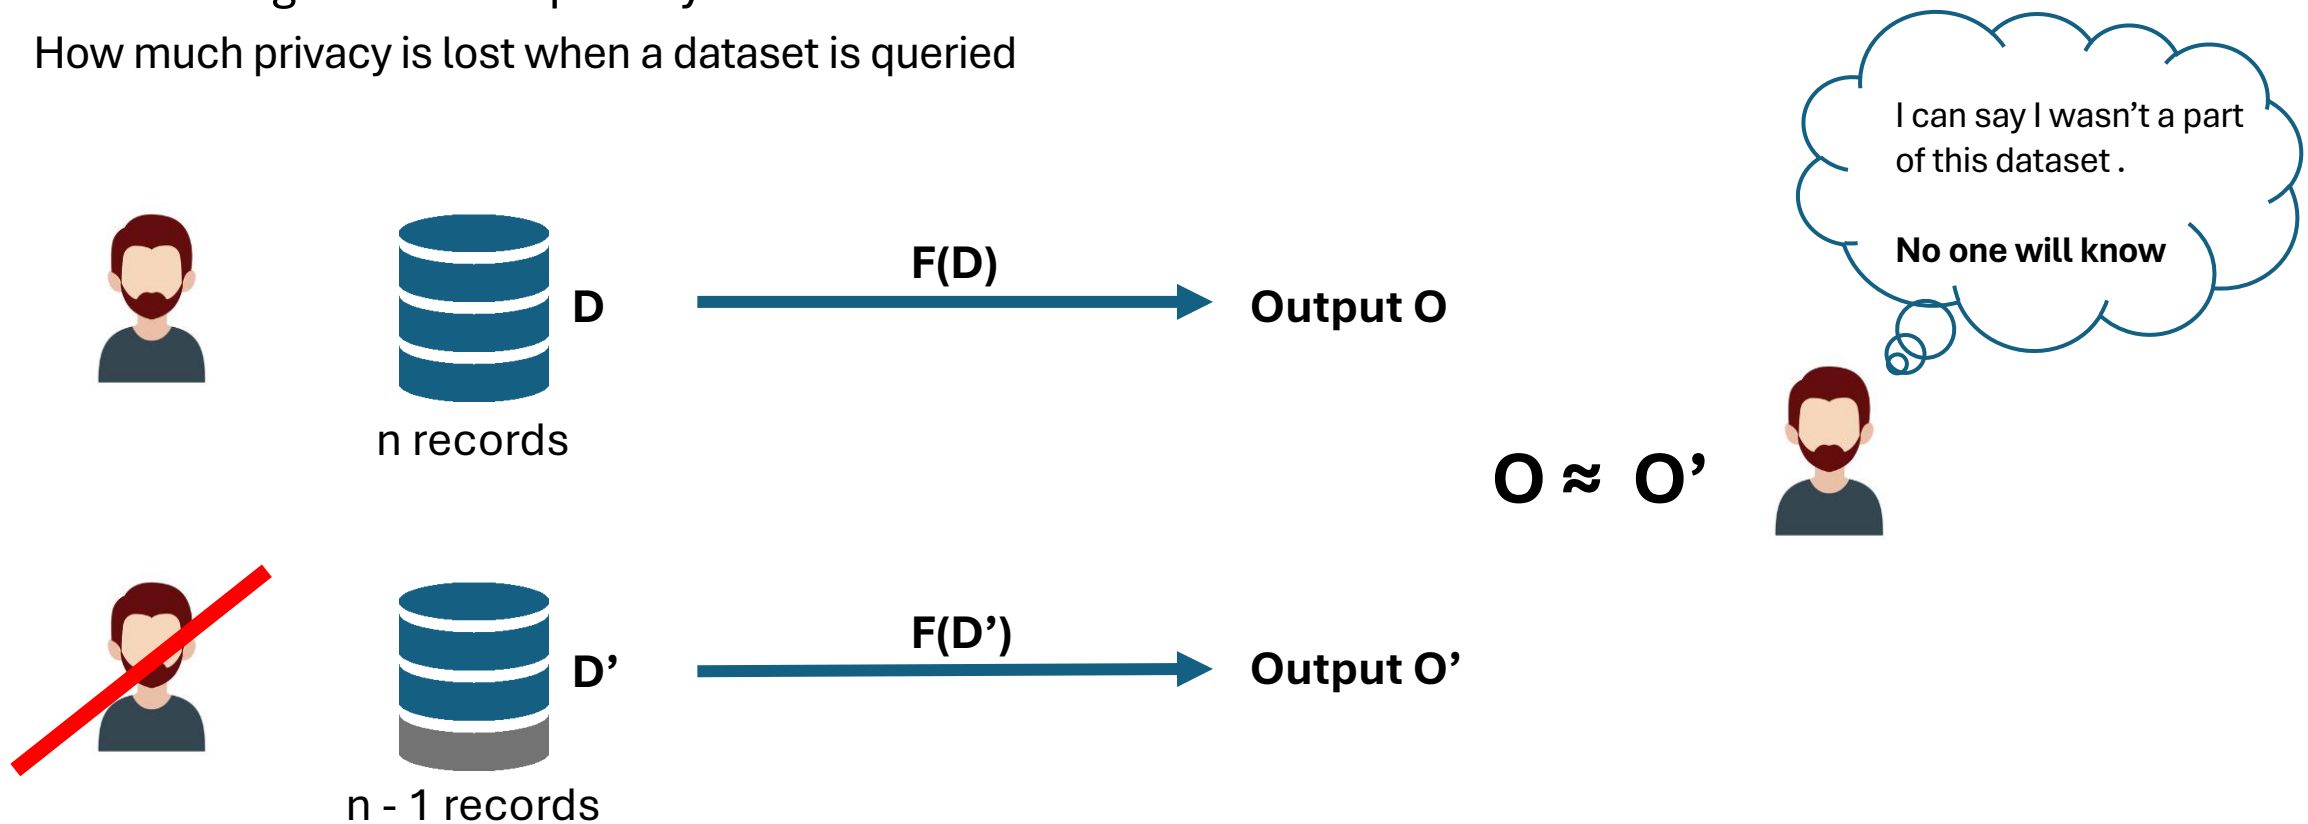 How much privacy is lost when a dataset is queried
I can say I wasn’t a part
of this dataset .
No one will know
F(D)
D
Output O
n records
O ≈ O’
F(D’)
D’
Output O’
n - 1 records